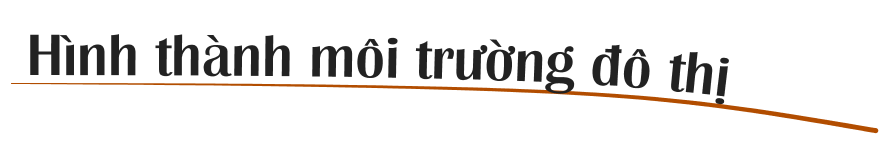 Hình thành môi trường đô thị